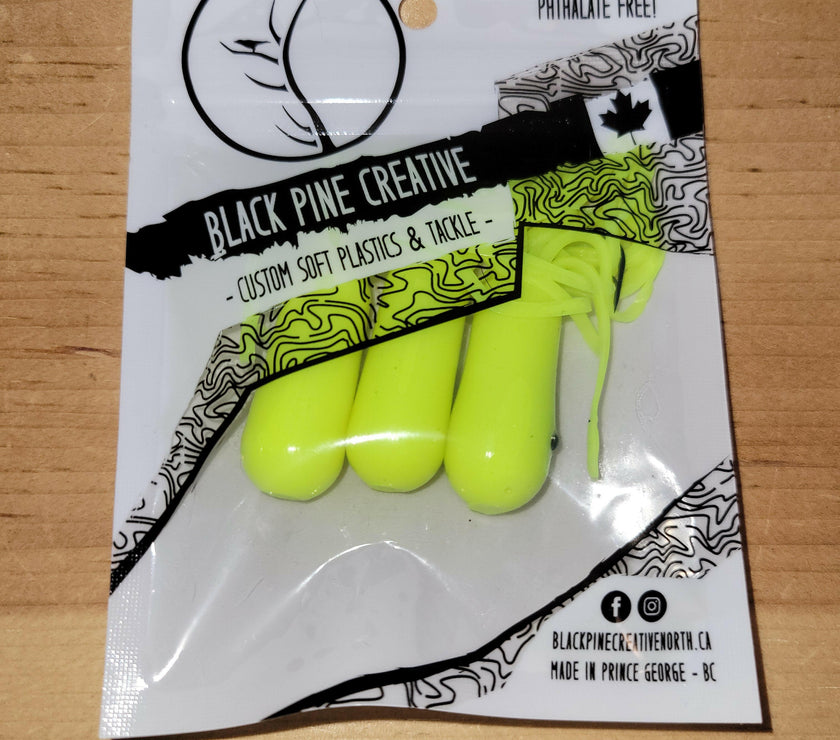 PHTHALATE FREE!
BLACK PINE CREATIVE
- CUSTOM SOFT PLASTICS & TACKLE -
BLACKPINECREATIVENORTH.CA
MADE IN PRINCE GEORGE - BC